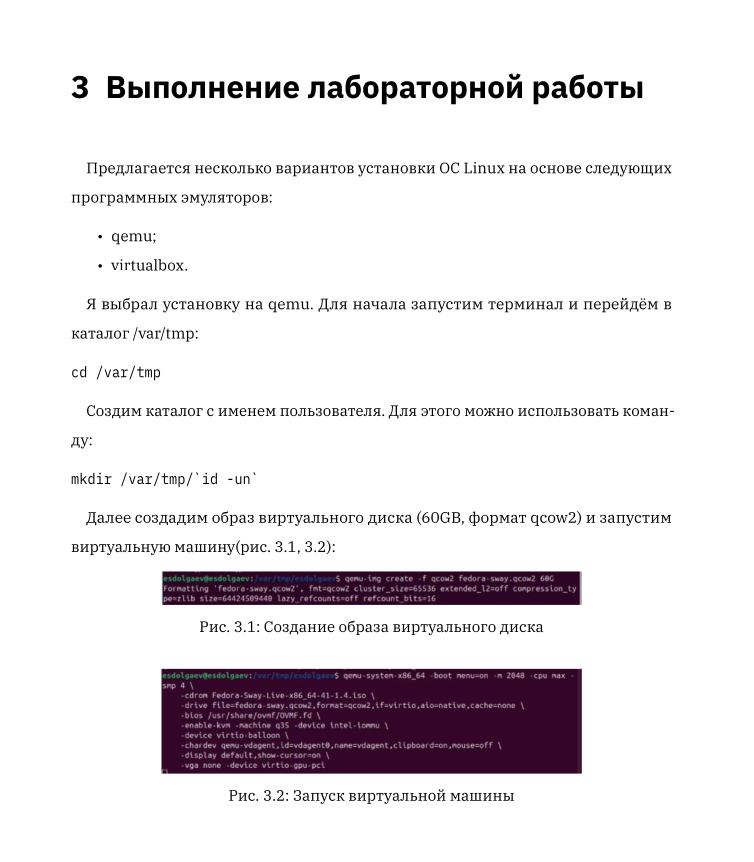 3 Выполнение лабораторной работы
Предлагается несколько вариантов установки ОС Linux на основе следующих
программных эмуляторов:
• qemu;
• virtualbox.
Я выбрал установку на qemu. Для начала запустим терминал и перейдём в
каталог /var/tmp:
cd /var/tmp
Создим каталог с именем пользователя. Для этого можно использовать коман-
ду:
mkdir /var/tmp/`id -un`
Далее создадим образ виртуального диска (60GB, формат qcow2) и запустим
виртуальную машину(рис. 3.1, 3.2):
esdolgaev@esdolgaev:/var/tmp/esdolgaev$ qemu-img create -f qcow2 fedora-sway.qcow2 60G
Formatting 'fedora-sway.qcow2', fmt=qcow2 cluster_size=65536 extended_l2=off compression_ty
pe=zlib size=64424509440 lazy_refcounts=off refcount_bits=16
Рис. 3.1: Создание образа виртуального диска
esdolgaev@esdolgaev:/var/tmp/esdolgaev$ qemu-system-x86_64 -boot menu=on -m 2048 -cpu max -
smp 4 \
-cdrom Fedora-Sway-Live-x86_64-41-1.4.iso \
-drive file=fedora-sway.qcow2,format=qcow2,if=virtio,aio=native,cache=none \
-bios /usr/share/ovmf/OVMF.fd \
-enable-kvm -machine q35 -device intel-iommu \
-device virtio-balloon \
-chardev qemu-vdagent,id=vdagent0,name=vdagent,clipboard=on,mouse=off \
-display default,show-cursor=on \
-vga none -device virtio-gpu-pci
Рис. 3.2: Запуск виртуальной машины